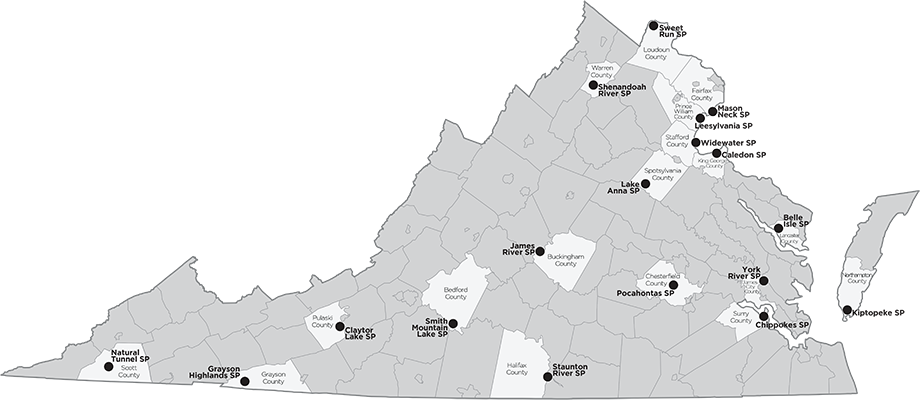 Sweet
Run SP
Loudoun
County
Warren
County
Shenandoah
River SP
Fairfax
County
Prince
William
County
Mason
Neck SP
Leesylvania SP
Stafford
County
Widewater SP
Caledon SP
King George
County
Spotsylvania
County
Lake
Anna SP
Belle
Isle SP
Lancaster
County
James
River SP
Buckingham
County
York
River SP
James
City
County
Northampton
County
Chesterfield
County
Pocahontas SP
Bedford
County
Kiptopeke SP
Surry
County
Chippokes SP
Pulaski
County
Claytor
Lake SP
Smith
Mountain
Lake SP
Natural
Tunnel SP
Scott
County
Grayson
Highlands SP
Grayson
County
Halifax
County
Staunton
River SP